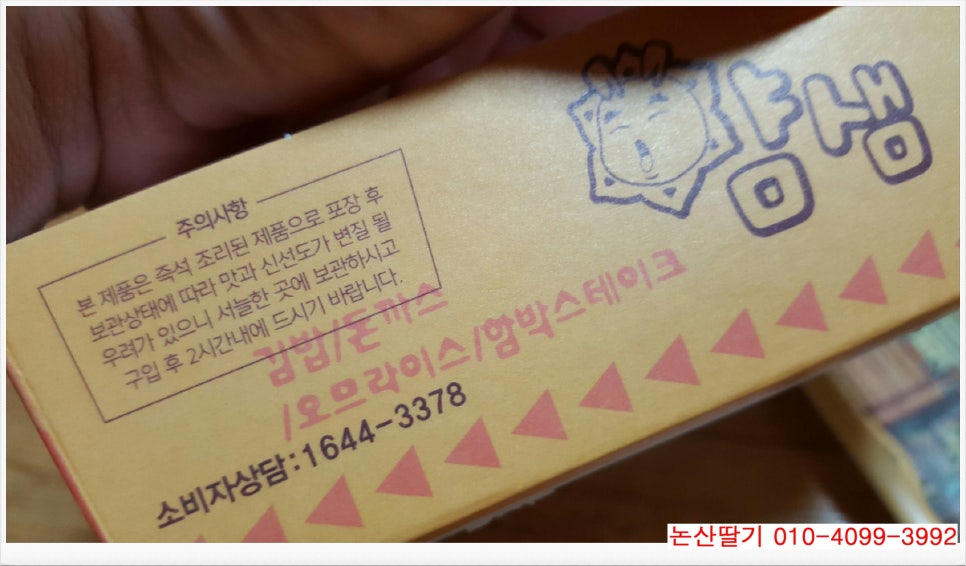 주의사항
본 제품은 즉석 조리된 제품으로 포장 후
보관상태에 따라 맛과 신선도가 변질 될
우려가 있으니 서늘한 곳에 보관하시고
구입 후 2시간내에 드시기 바랍니다.
김밥/돈까스
/오므라이스/함박스테이크
소비자상담:1644-3378
논산딸기 010-4099-3992